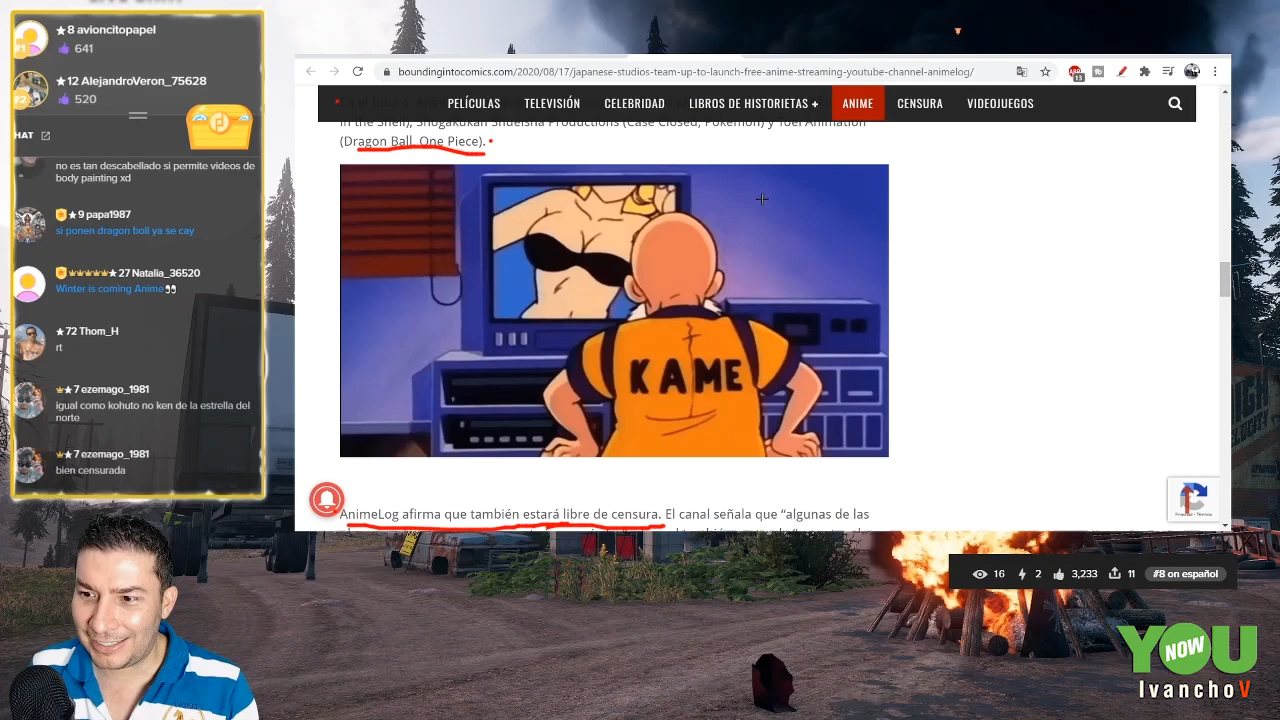 LIVE CHAT
#1
★8 avioncitopapel
641
#2
★12 AlejandroVeron_75628
520
HAT
no es tan descabellado si permite videos de
body painting xd
★9 papa1987
si ponen dragon boll ya se cay
★27 Natalia_36520
Winter is coming Anime👀
★72 Thom_H
rt
★7 ezemago_1981
igual como kohuto no ken de la estrella del
norte
★7 ezemago_1981
bien censurada
boundingintocomics.com/2020/08/17/japanese-studios-team-up-to-launch-free-anime-streaming-youtube-channel-animelog/
13
PELÍCULAS TELEVISIÓN CELEBRIDAD LIBROS DE HISTORIETAS + ANIME CENSURA VIDEOJUEGOS
in the Shell), Shogakukan Shueisha Productions (Case Closed, Pokémon) y Toei Animation
(Dragon Ball, One Piece).
KAME
AnimeLog afirma que también estará libre de censura. El canal señala que “algunas de las
16 2 3,233 11 #8 on español
YOU
NOW
IvanchoV